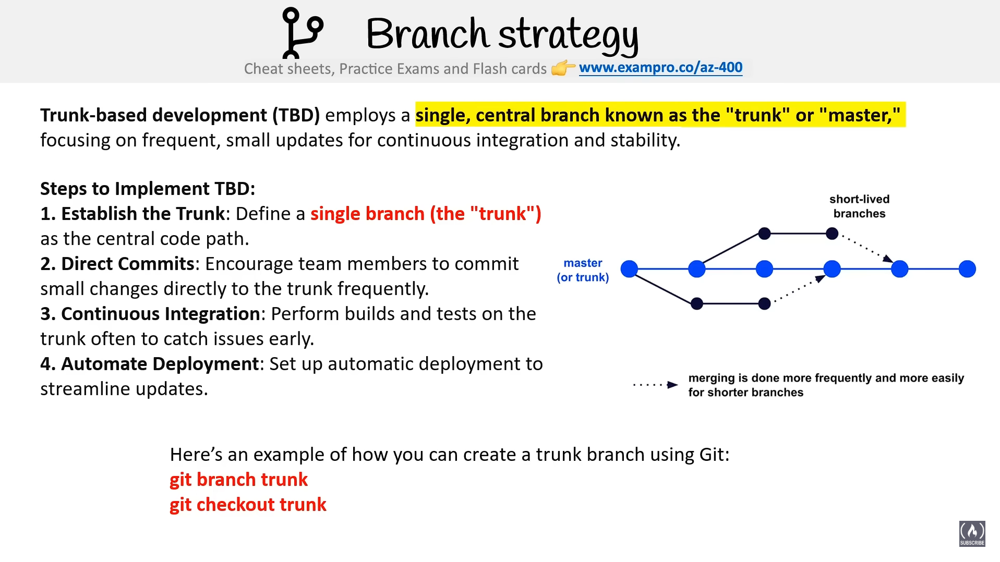 Branch strategy
Cheat sheets, Practice Exams and Flash cards 👉 www.exampro.co/az-400
Trunk-based development (TBD) employs a single, central branch known as the "trunk" or "master,"
focusing on frequent, small updates for continuous integration and stability.
Steps to Implement TBD:
1. Establish the Trunk: Define a single branch (the "trunk")
as the central code path.
2. Direct Commits: Encourage team members to commit
small changes directly to the trunk frequently.
3. Continuous Integration: Perform builds and tests on the
trunk often to catch issues early.
4. Automate Deployment: Set up automatic deployment to
streamline updates.
short-lived
branches
master
(or trunk)
merging is done more frequently and more easily
for shorter branches
Here’s an example of how you can create a trunk branch using Git:
git branch trunk
git checkout trunk
SUBSCRIBE